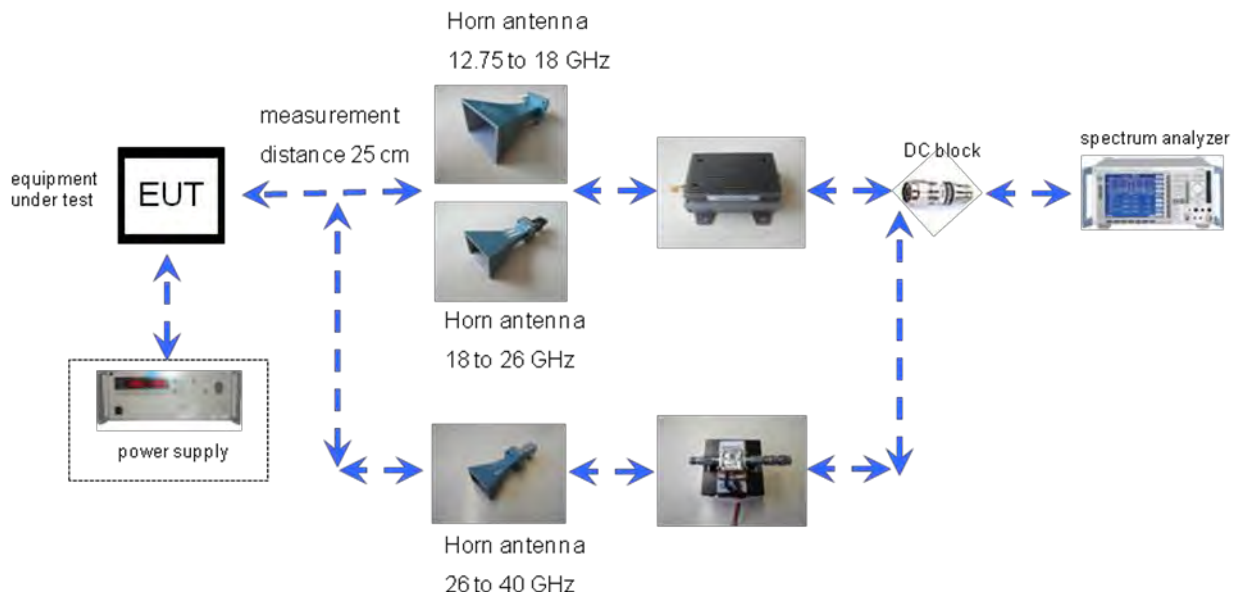 Horn antenna
12.75 to 18 GHz
measurement
distance 25 cm
equipment
under test
EUT
DC block
spectrum analyzer
Horn antenna
18 to 26 GHz
power supply
Horn antenna
26 to 40 GHz